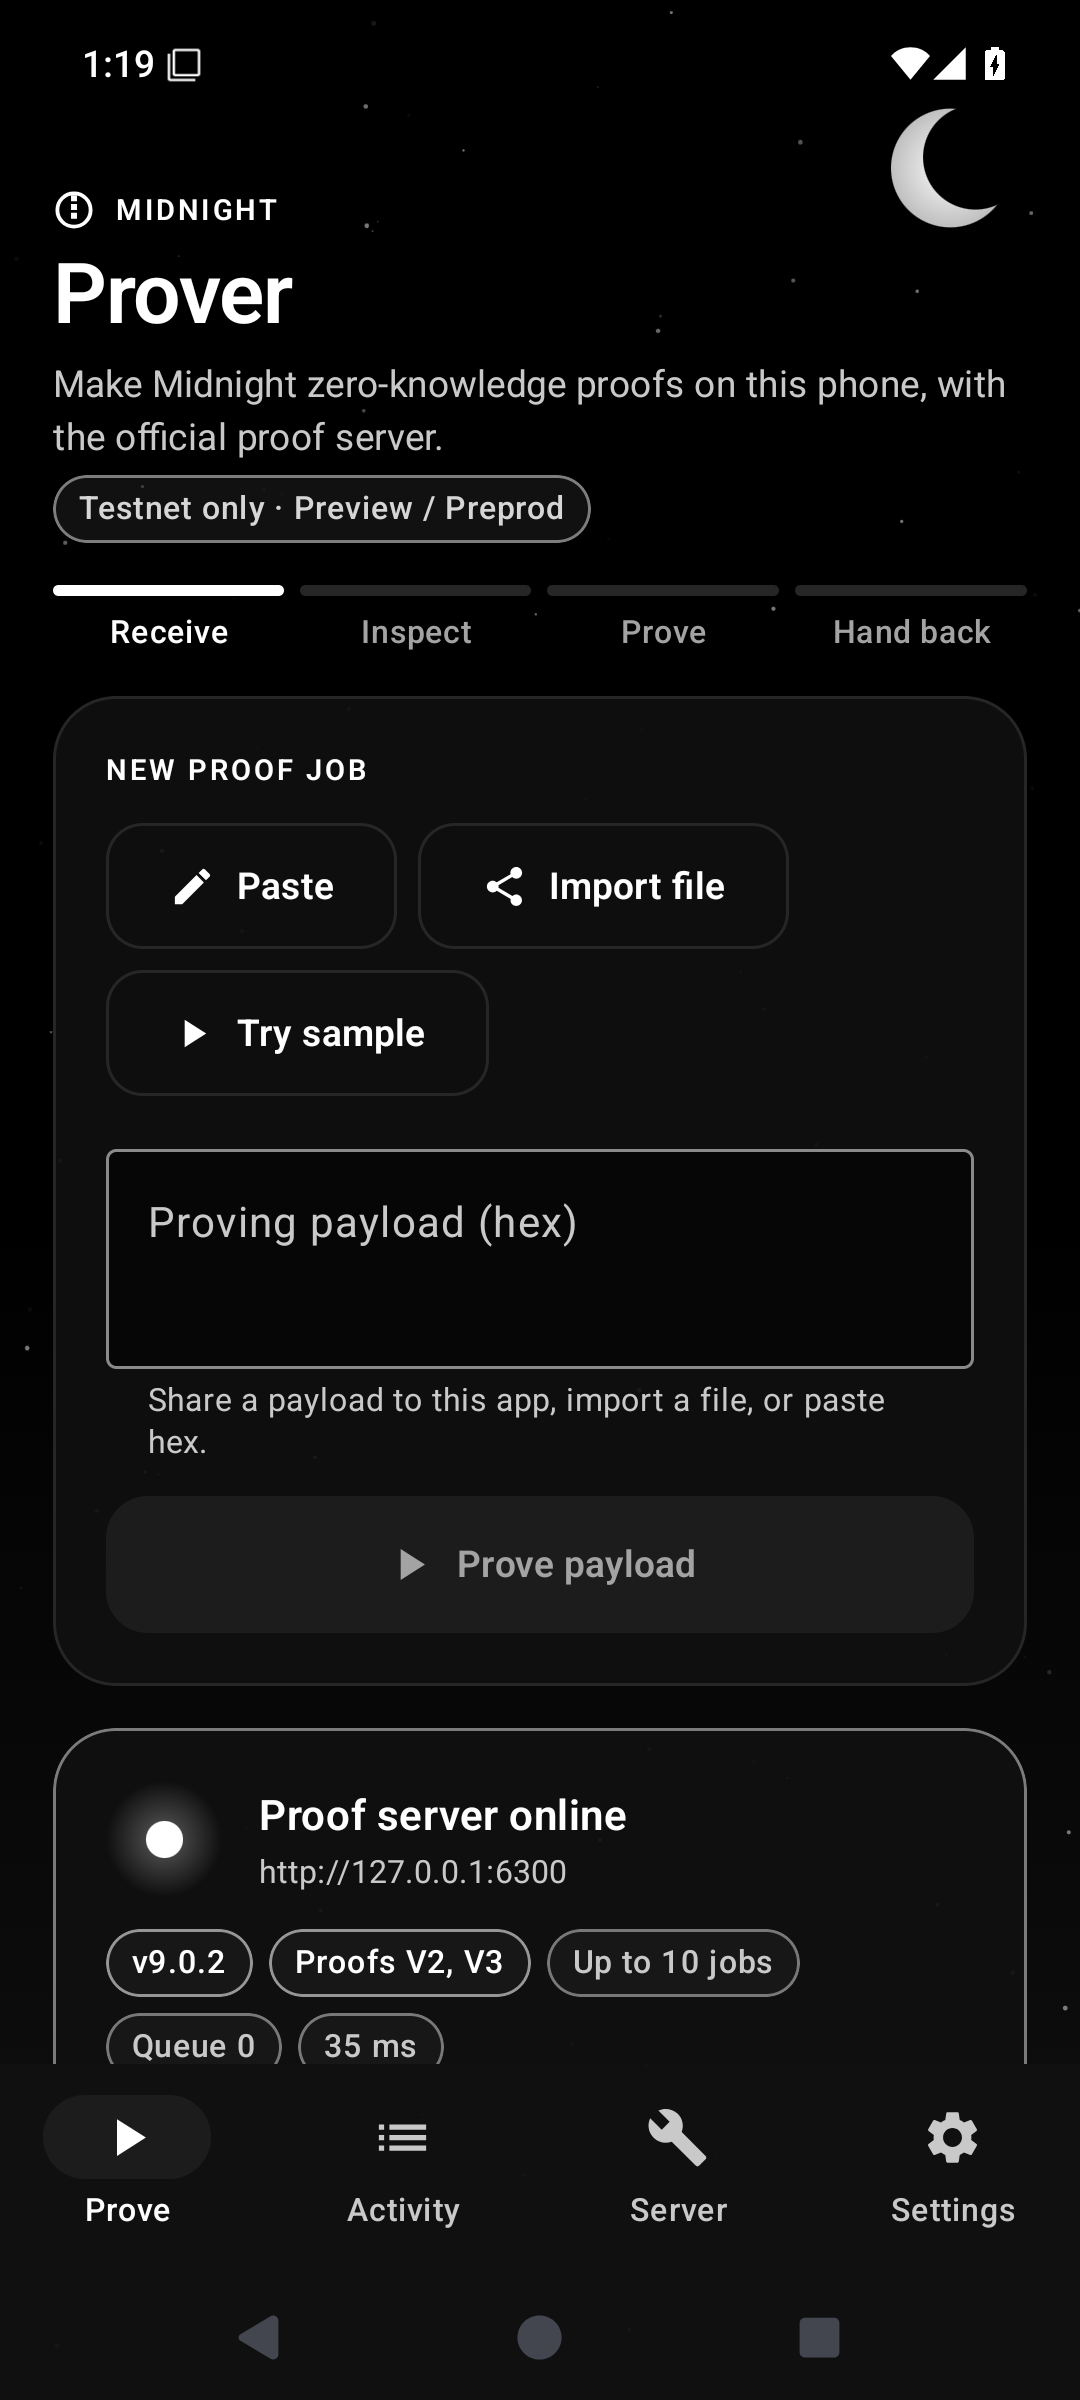 1:19
MIDNIGHT
Prover
Make Midnight zero-knowledge proofs on this phone, with
the official proof server.
Testnet only · Preview / Preprod
Receive
Inspect
Prove
Hand back
NEW PROOF JOB
Paste
Import file
Try sample
Proving payload (hex)
Share a payload to this app, import a file, or paste
hex.
Prove payload
Proof server online
http://127.0.0.1:6300
v9.0.2
Proofs V2, V3
Up to 10 jobs
Queue 0
35 ms
Prove
Activity
Server
Settings